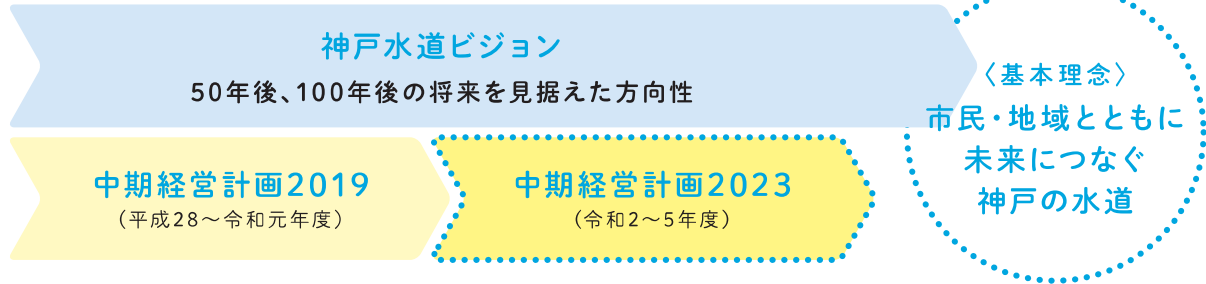 神戸水道ビジョン
50年後、100年後の将来を見据えた方向性
中期経営計画2019
（平成28～令和元年度）
中期経営計画2023
（令和2～5年度）
〈基本理念〉
市民・地域とともに
未来につなぐ
神戸の水道